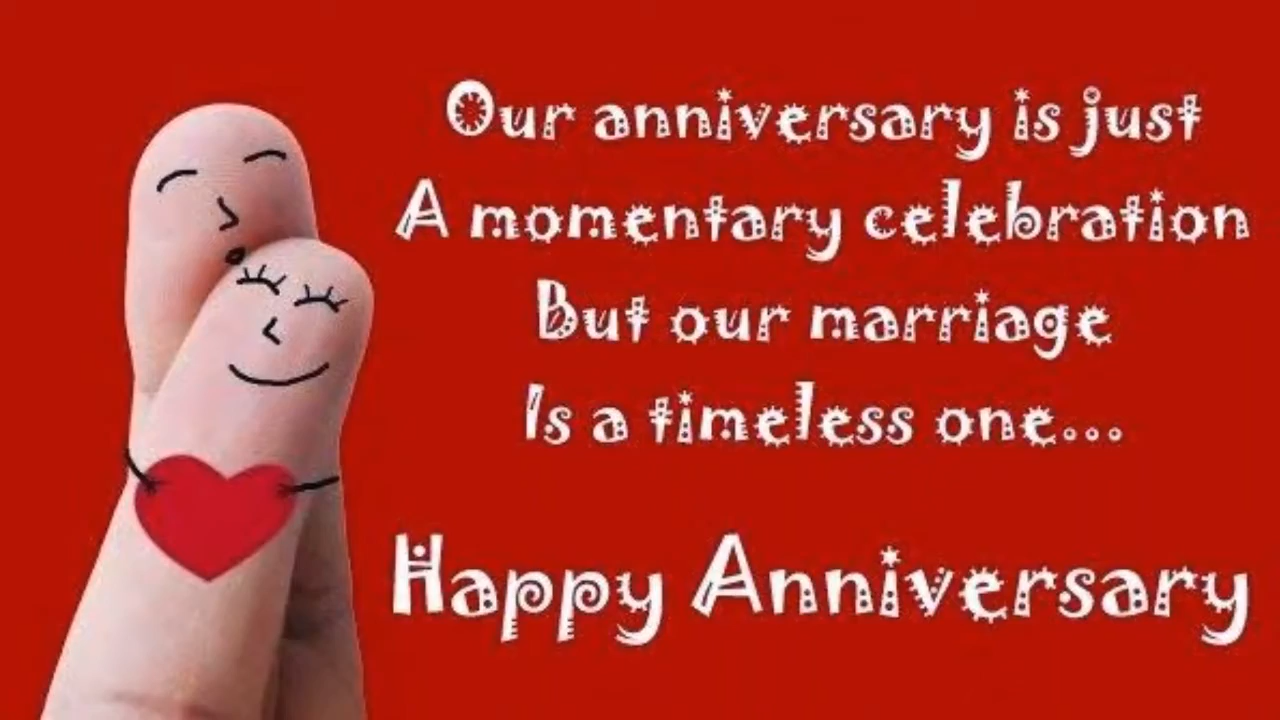 Our anniversary is just
A momentary celebration
But our marriage
Is a timeless one...
Happy Anniversary